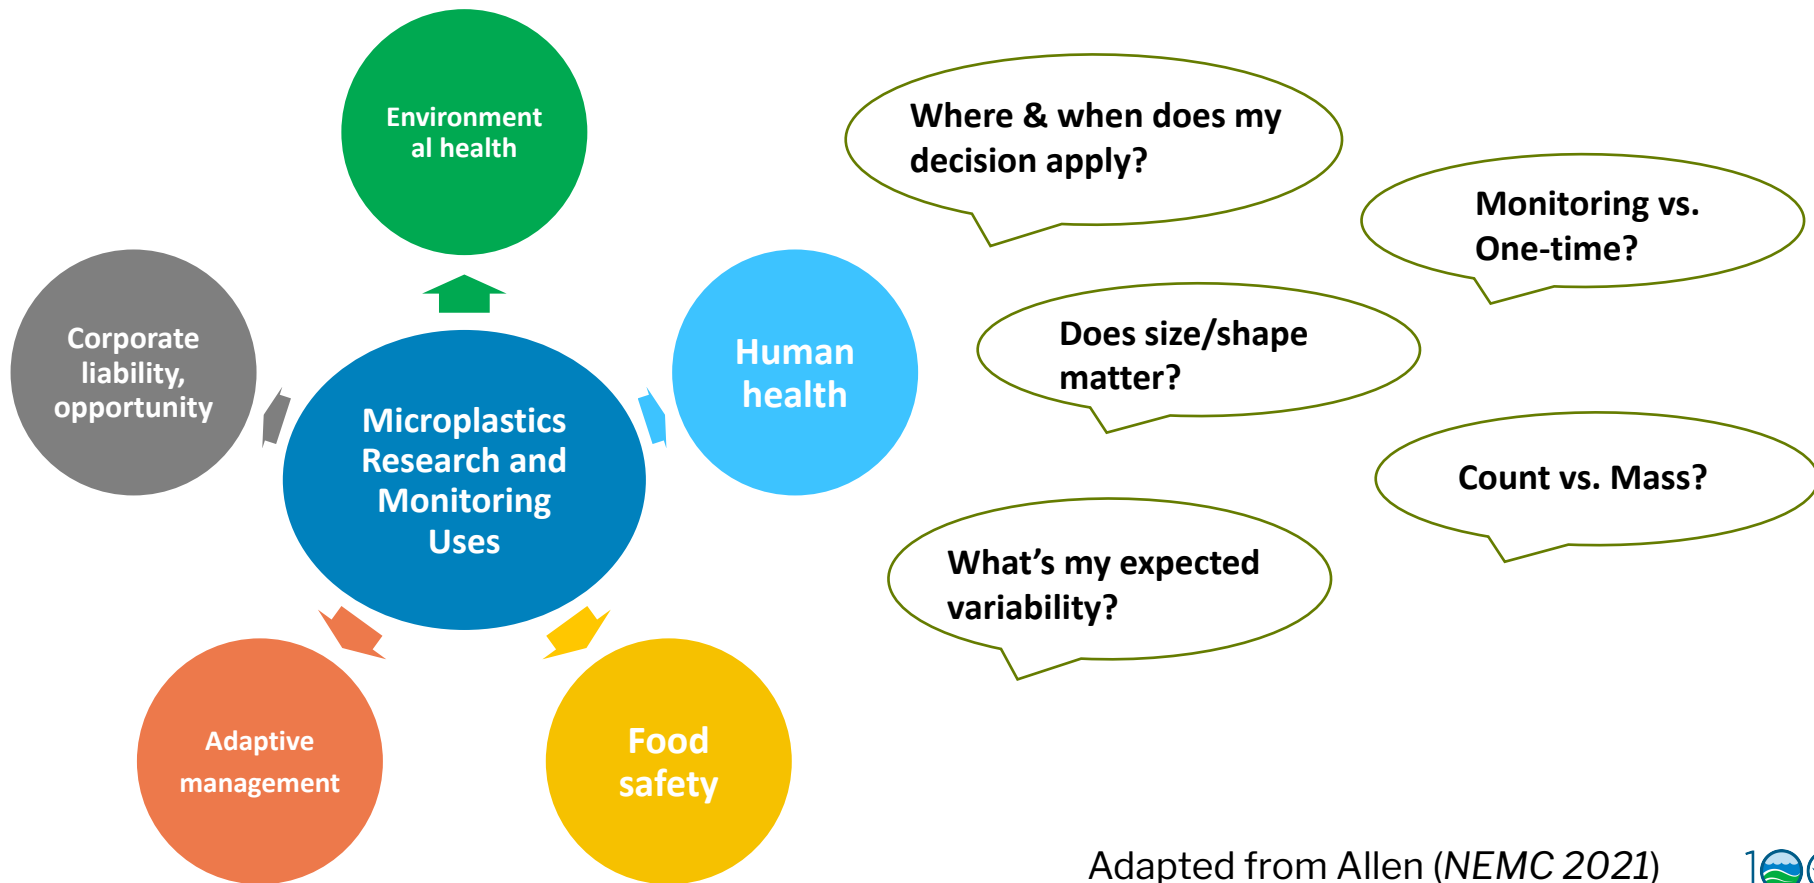 Environment
al health
Corporate
liability,
opportunity
Human
health
Microplastics
Research and
Monitoring
Uses
Adaptive
management
Food
safety
Where & when does my
decision apply?
Monitoring vs.
One-time?
Does size/shape
matter?
Count vs. Mass?
What’s my expected
variability?
Adapted from Allen (NEMC 2021)